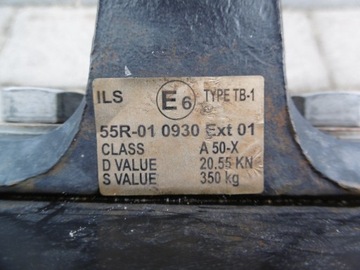 ILS E6 TYPE TB-1
55R-01 0930 Ext 01
CLASS A 50-X
D VALUE 20.55 KN
S VALUE 350 kg